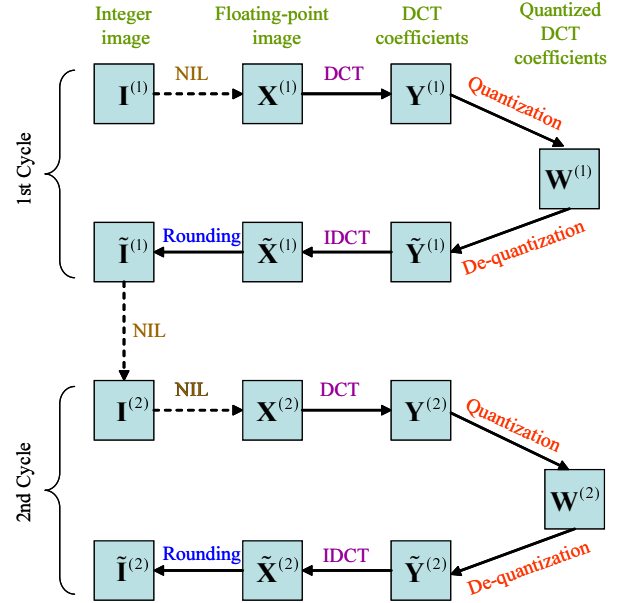 Integer image
Floating-point image
DCT coefficients
Quantized DCT coefficients
1st Cycle
I^(1)
NIL
X^(1)
DCT
Y^(1)
Quantization
W^(1)
Ĩ^(1)
Rounding
X̃^(1)
IDCT
Ỹ^(1)
De-quantization
NIL
2nd Cycle
I^(2)
NIL
X^(2)
DCT
Y^(2)
Quantization
W^(2)
Ĩ^(2)
Rounding
X̃^(2)
IDCT
Ỹ^(2)
De-quantization